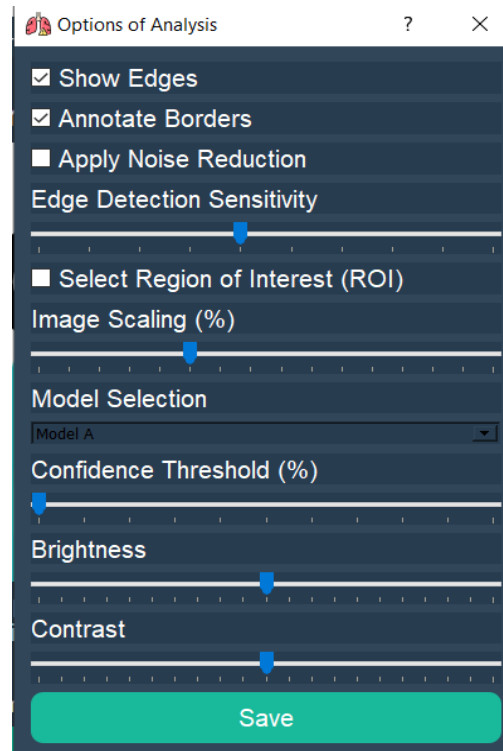 Options of Analysis ? ×
Show Edges
Annotate Borders
Apply Noise Reduction
Edge Detection Sensitivity
Select Region of Interest (ROI)
Image Scaling (%)
Model Selection
Model A
Confidence Threshold (%)
Brightness
Contrast
Save